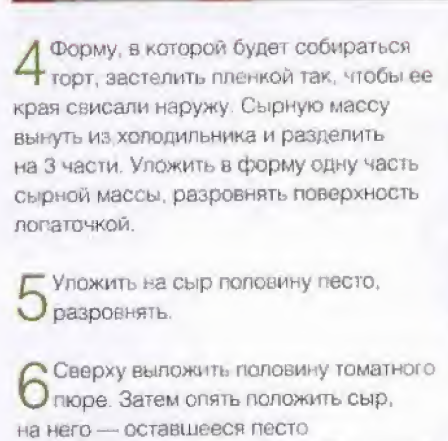 4 Форму, в которой будет собираться
торт, застелить пленкой так, чтобы ее
края свисали наружу. Сырную массу
вынуть из холодильника и разделить
на 3 части. Уложить в форму одну часть
сырной массы, разровнять поверхность
лопаточкой.
5 Уложить на сыр половину песто,
разровнять.
6 Сверху выложить половину томатного
пюре. Затем опять положить сыр,
на него — оставшееся песто